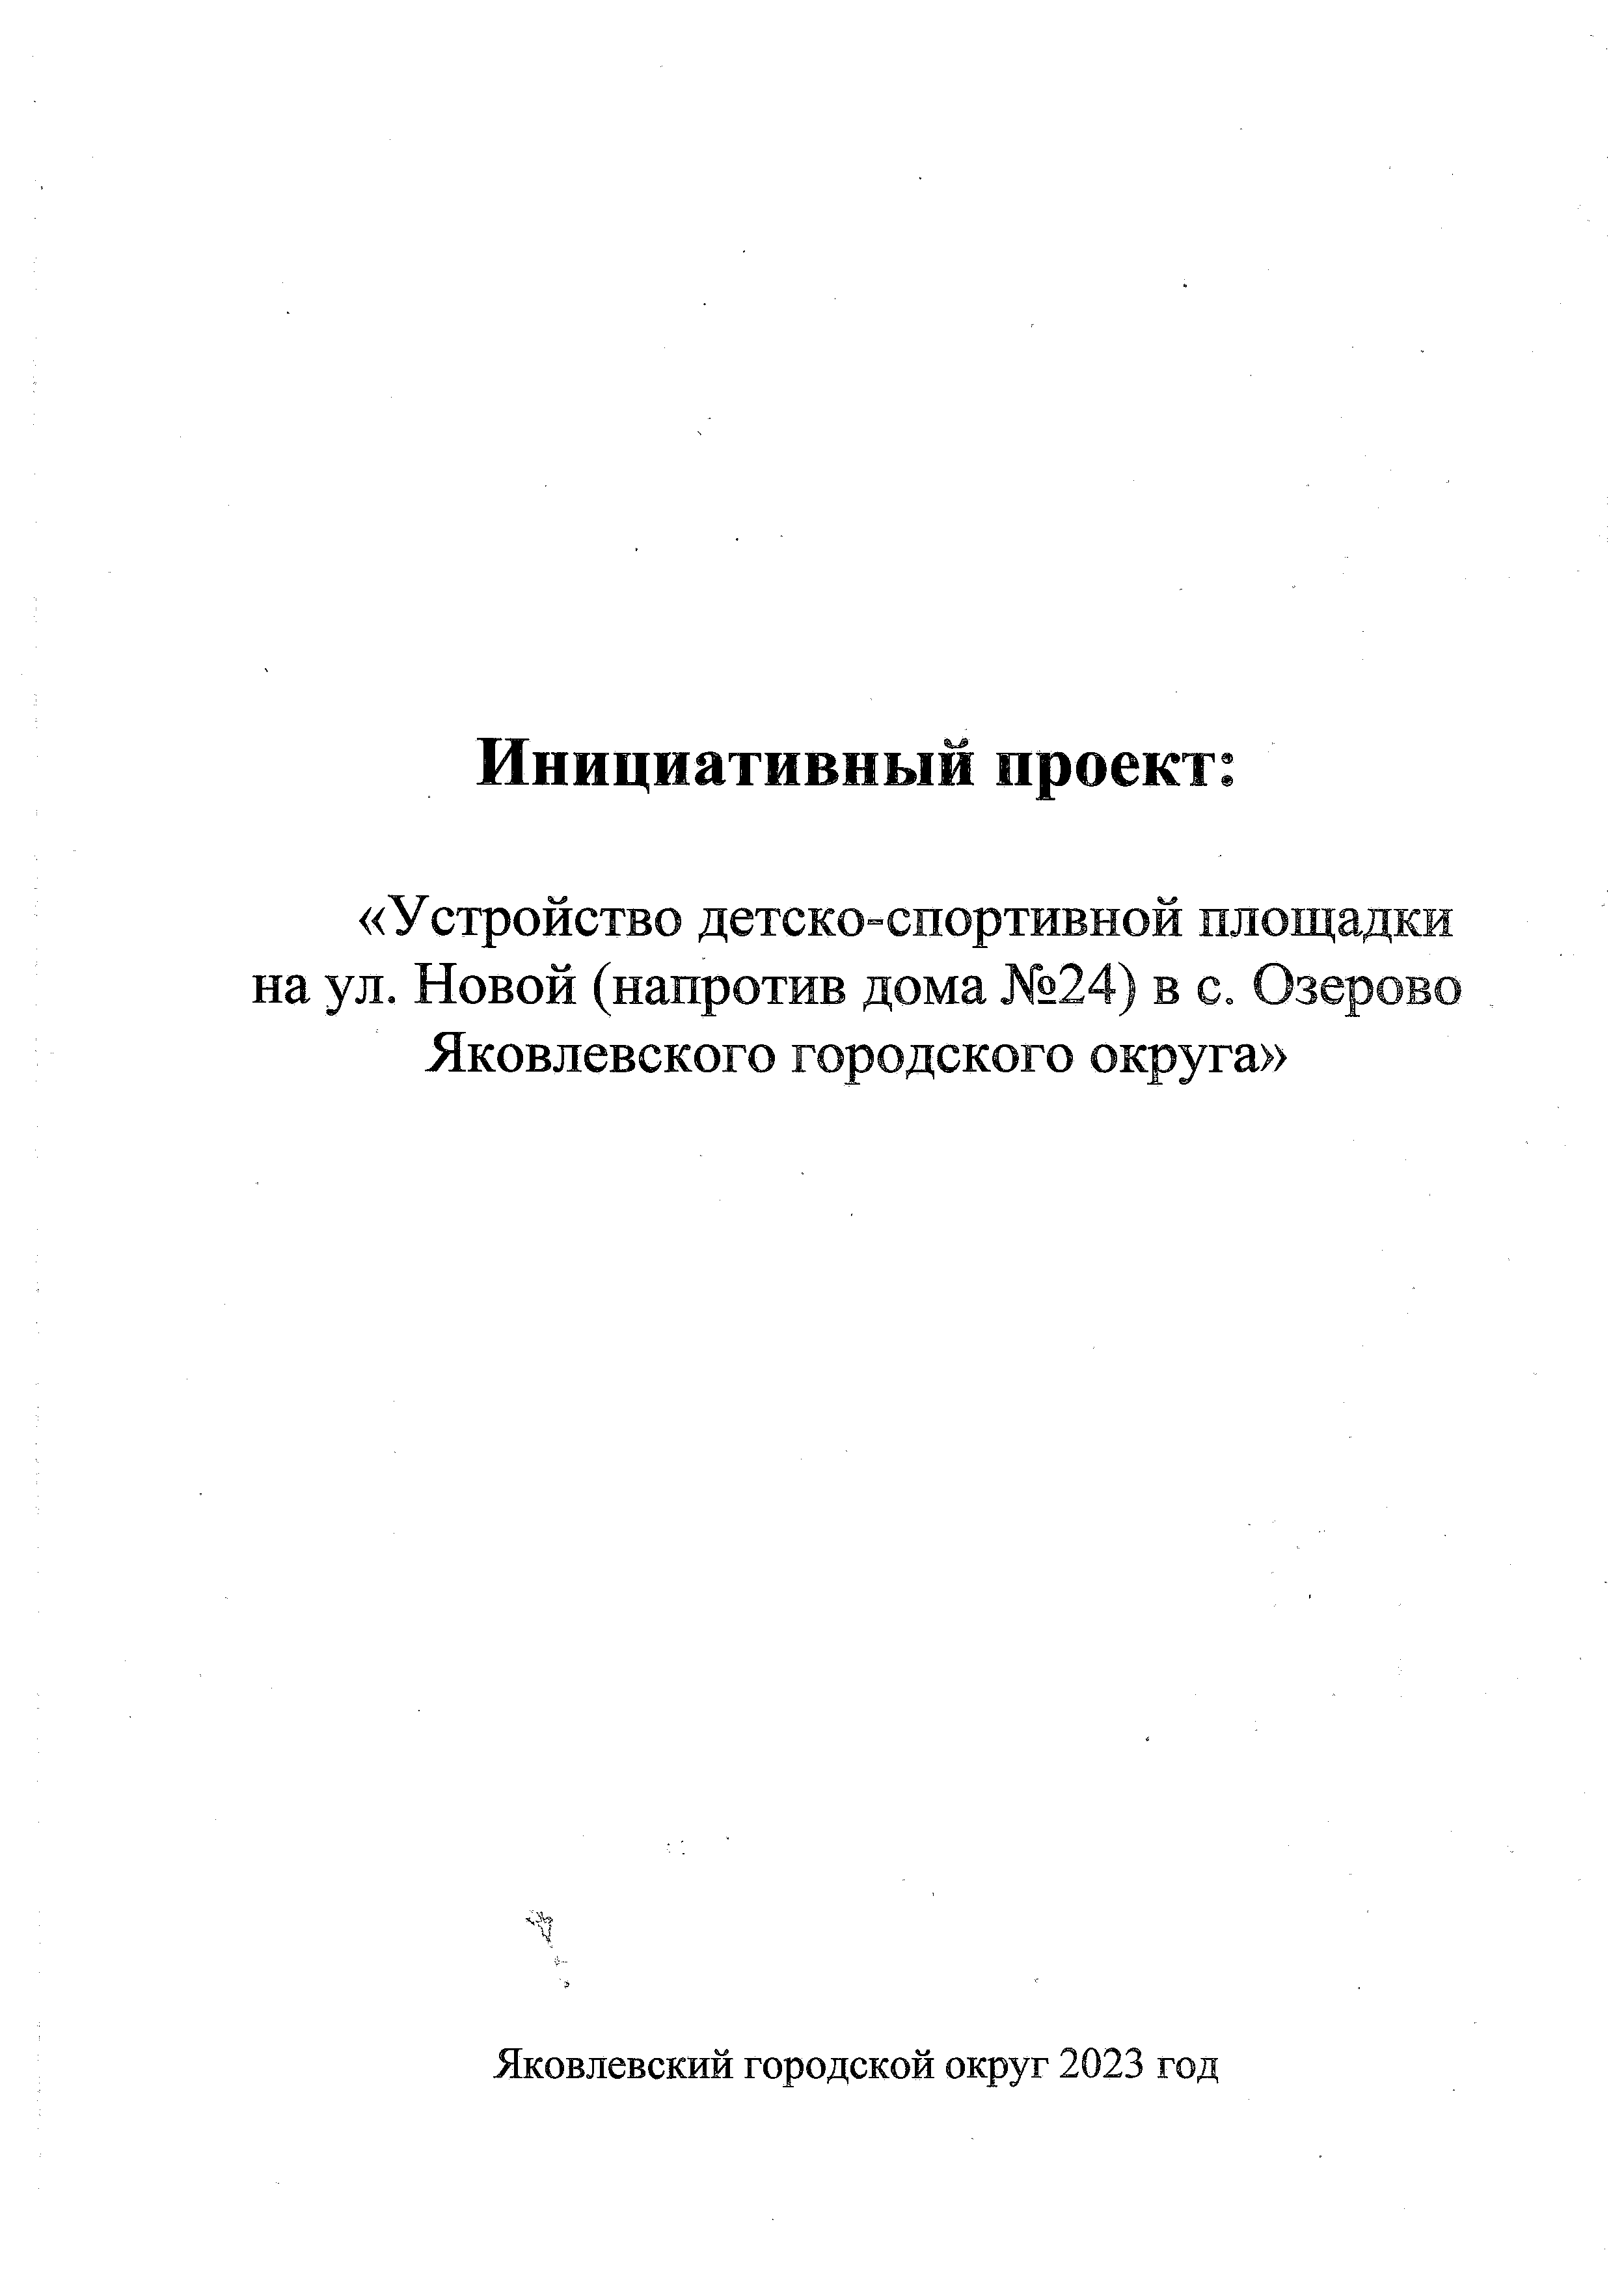 Инициативный проект:
«Устройство детско-спортивной площадки
на ул. Новой (напротив дома №24) в с. Озерово
Яковлевского городского округа»
Яковлевский городской округ 2023 год